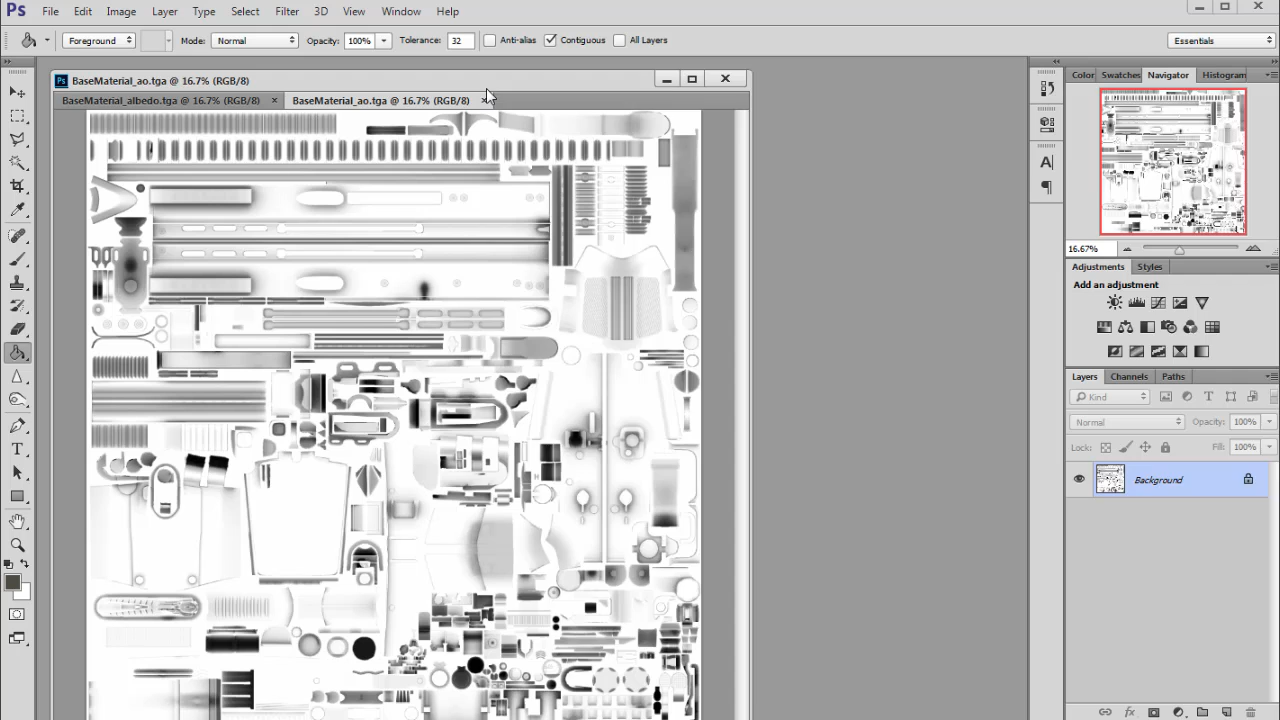 Ps File Edit Image Layer Type Select Filter 3D View Window Help
Foreground Mode: Normal Opacity: 100% Tolerance: 32 Anti-alias Contiguous All Layers Essentials
BaseMaterial_ao.tga @ 16.7% (RGB/8)
BaseMaterial_albedo.tga @ 16.7% (RGB/8) × BaseMaterial_ao.tga @ 16.7% (RGB/8)
Color Swatches Navigator Histogram
16.67%
Adjustments Styles
Add an adjustment
Layers Channels Paths
Kind
Normal Opacity: 100%
Lock: Fill: 100%
Background